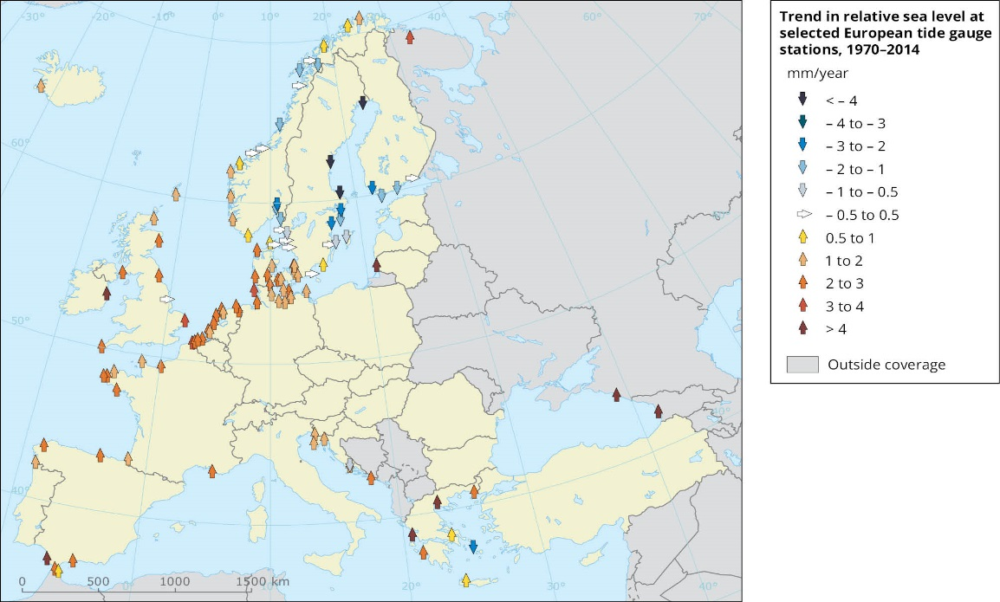 -30°
-20°
-10°
0°
10°
20°
30°
50°
60°
70°
60°
50°
40°
40°
0
500
1000
1500 km
0°
10°
20°
30°
40°
Trend in relative sea level at
selected European tide gauge
stations, 1970–2014
mm/year
< – 4
– 4 to – 3
– 3 to – 2
– 2 to – 1
– 1 to – 0.5
– 0.5 to 0.5
0.5 to 1
1 to 2
2 to 3
3 to 4
> 4
Outside coverage